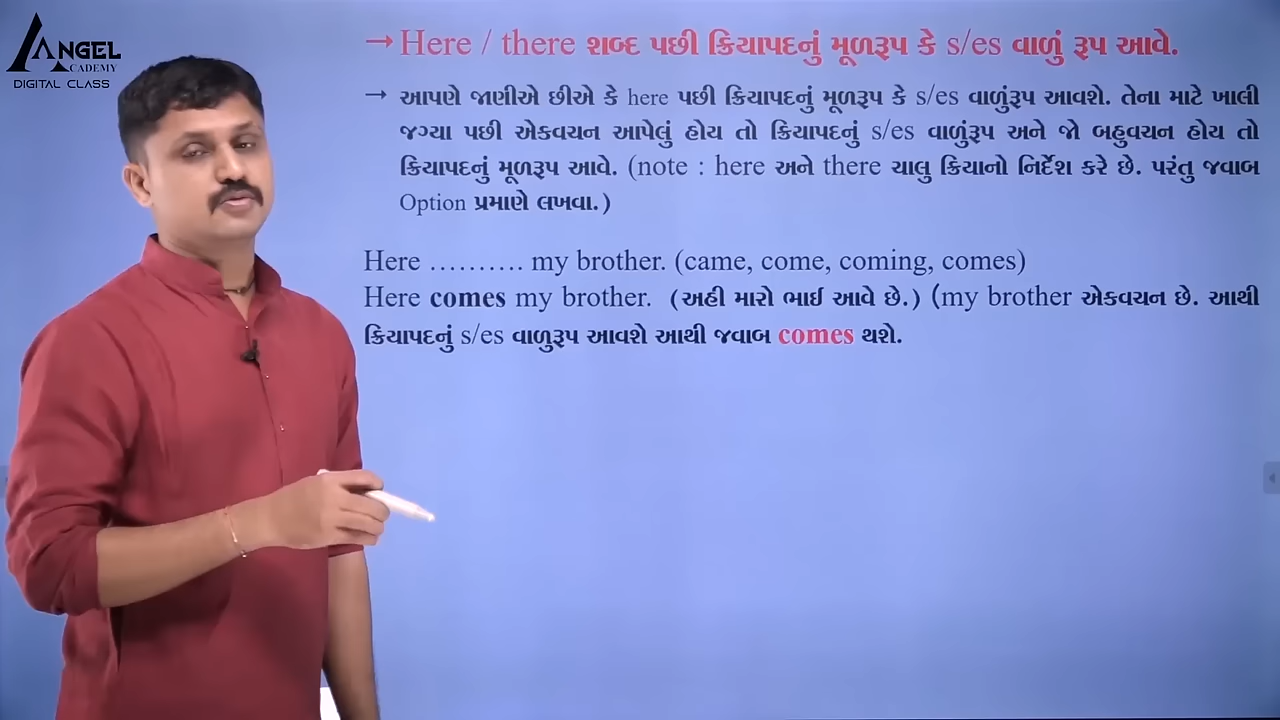 ANGEL
ACADEMY
DIGITAL CLASS
→ Here / there શબ્દ પછી ક્રિયાપદનું મૂળરૂપ કે s/es વાળું રૂપ આવે.
→ આપણે જાણીએ છીએ કે here પછી ક્રિયાપદનું મૂળરૂપ કે s/es વાળુંરૂપ આવશે. તેના માટે ખાલી
જગ્યા પછી એકવચન આપેલું હોય તો ક્રિયાપદનું s/es વાળુંરૂપ અને જો બહુવચન હોય તો
ક્રિયાપદનું મૂળરૂપ આવે. (note : here અને there ચાલુ ક્રિયાનો નિર્દેશ કરે છે. પરંતુ જવાબ
Option પ્રમાણે લખવા.)
Here .......... my brother. (came, come, coming, comes)
Here comes my brother. (અહી મારો ભાઈ આવે છે.) (my brother એકવચન છે. આથી
ક્રિયાપદનું s/es વાળુરૂપ આવશે આથી જવાબ comes થશે.